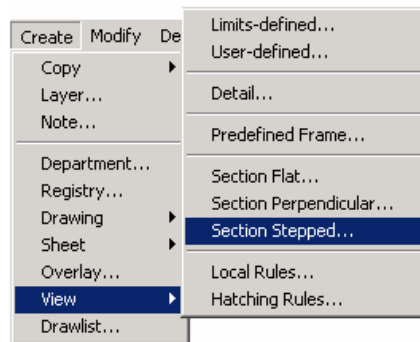 Create Modify De
Copy
Layer...
Note...
Department...
Registry...
Drawing
Sheet
Overlay...
View
Drawlist...
Limits-defined...
User-defined...
Detail...
Predefined Frame...
Section Flat...
Section Perpendicular...
Section Stepped...
Local Rules...
Hatching Rules...